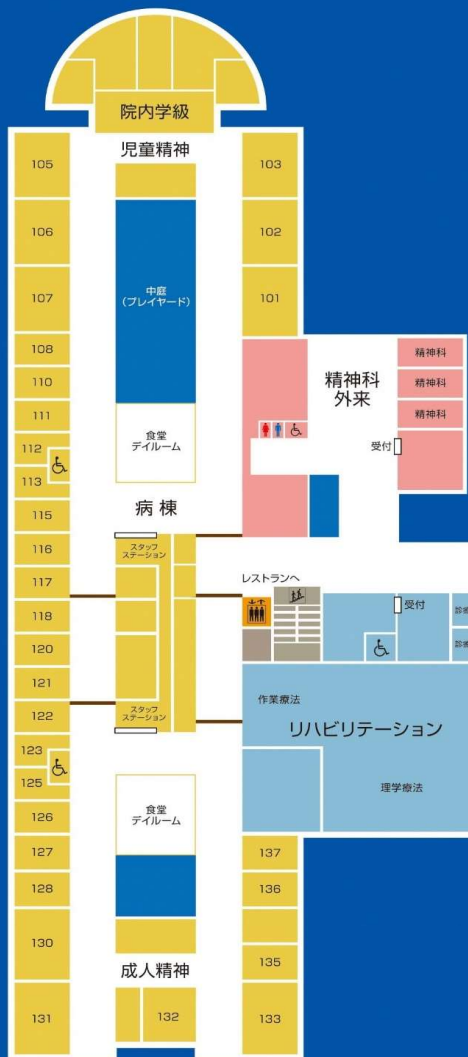 院内学級
児童精神
105
103
106
102
中庭
(プレイヤード)
107
101
108
110
111
112
113
115
116
117
118
120
121
122
123
125
126
127
128
130
131
食堂
デイルーム
病棟
スタッフ
ステーション
スタッフ
ステーション
食堂
デイルーム
成人精神
132
精神科
外来
精神科
精神科
精神科
受付
レストランへ
受付
作業療法
リハビリテーション
理学療法
137
136
135
133